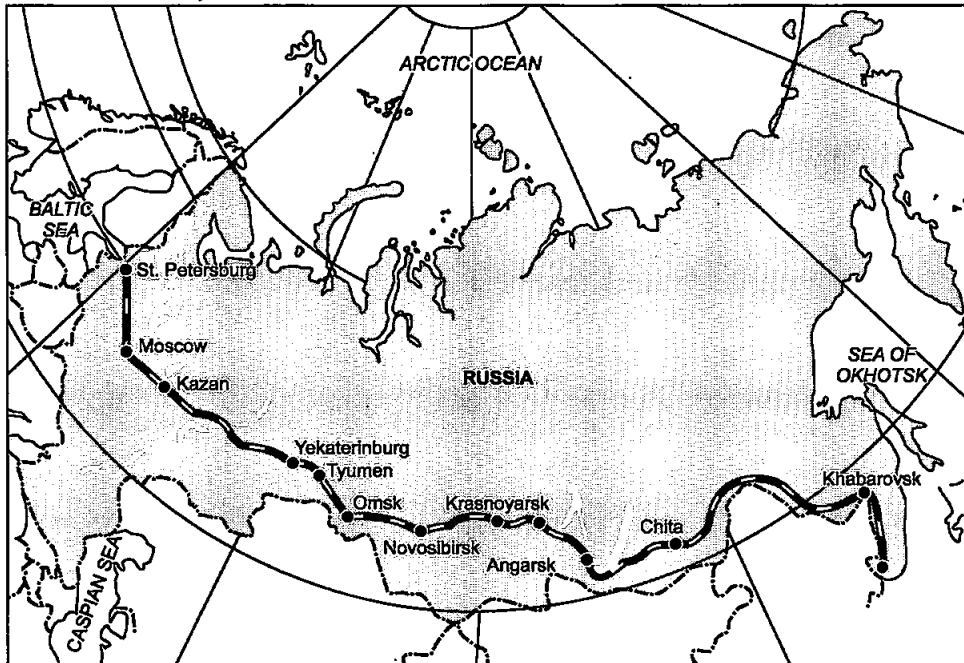 ARCTIC OCEAN
BALTIC
SEA
St. Petersburg
Moscow
Kazan
RUSSIA
SEA OF
OKHOTSK
Yekaterinburg
Tyumen
Omsk
Krasnoyarsk
Khabarovsk
Novosibirsk
Chita
Angarsk
CASPIAN SEA